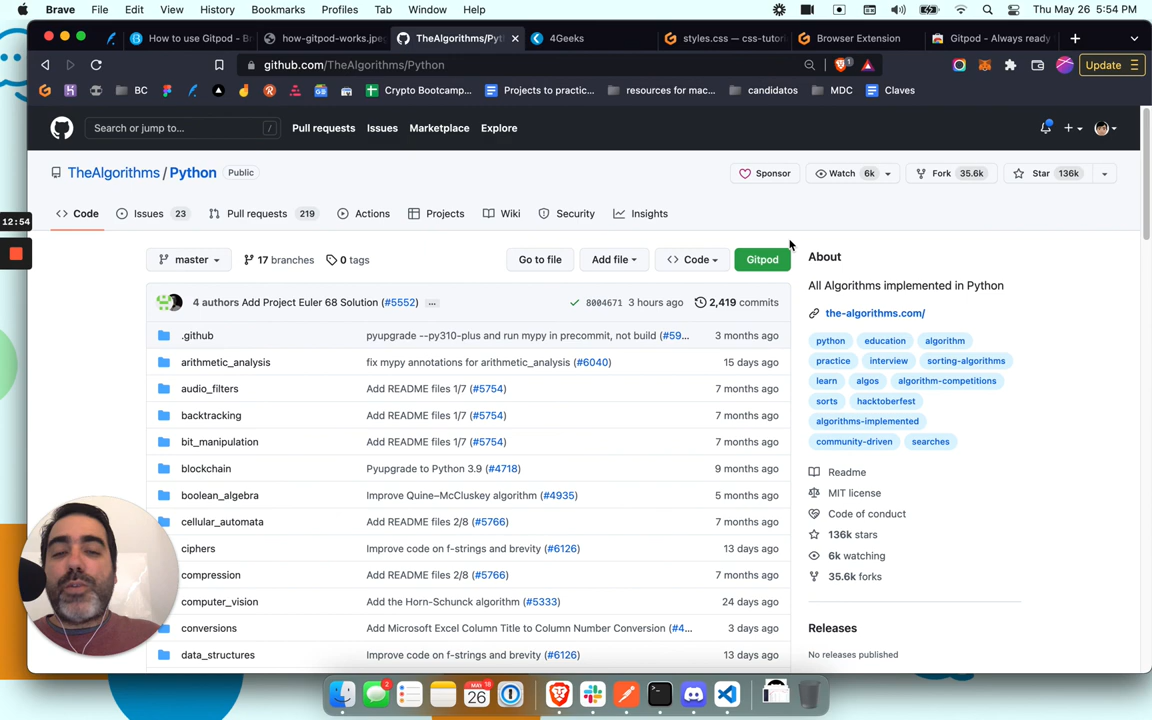 Brave File Edit View History Bookmarks Profiles Tab Window Help Thu May 26 5:54 PM
How to use Gitpod - Br how-gitpod-works.jpe TheAlgorithms/Pyt 4Geeks styles.css — css-tutor Browser Extension Gitpod - Always ready
github.com/TheAlgorithms/Python 1 Update
BC Crypto Bootcamp... Projects to practic... resources for mac... candidatos MDC Claves
Search or jump to... / Pull requests Issues Marketplace Explore
TheAlgorithms / Python Public Sponsor Watch 6k Fork 35.6k Star 136k
12:54
Code Issues 23 Pull requests 219 Actions Projects Wiki Security Insights
master 17 branches 0 tags Go to file Add file Code Gitpod
About
All Algorithms implemented in Python
the-algorithms.com/
python education algorithm
practice interview sorting-algorithms
learn algos algorithm-competitions
sorts hacktoberfest
algorithms-implemented
community-driven searches
Readme
MIT license
Code of conduct
136k stars
6k watching
35.6k forks
Releases
No releases published
4 authors Add Project Euler 68 Solution (#5552) ... 8004671 3 hours ago 2,419 commits
.github pyupgrade --py310-plus and run mypy in precommit, not build (#59... 3 months ago
arithmetic_analysis fix mypy annotations for arithmetic_analysis (#6040) 15 days ago
audio_filters Add README files 1/7 (#5754) 7 months ago
backtracking Add README files 1/7 (#5754) 7 months ago
bit_manipulation Add README files 1/7 (#5754) 7 months ago
blockchain Pyupgrade to Python 3.9 (#4718) 9 months ago
boolean_algebra Improve Quine–McCluskey algorithm (#4935) 5 months ago
cellular_automata Add README files 2/8 (#5766) 7 months ago
ciphers Improve code on f-strings and brevity (#6126) 13 days ago
compression Add README files 2/8 (#5766) 7 months ago
computer_vision Add the Horn-Schunck algorithm (#5333) 24 days ago
conversions Add Microsoft Excel Column Title to Column Number Conversion (#4... 3 days ago
data_structures Improve code on f-strings and brevity (#6126) 13 days ago
2 MAY 26 18